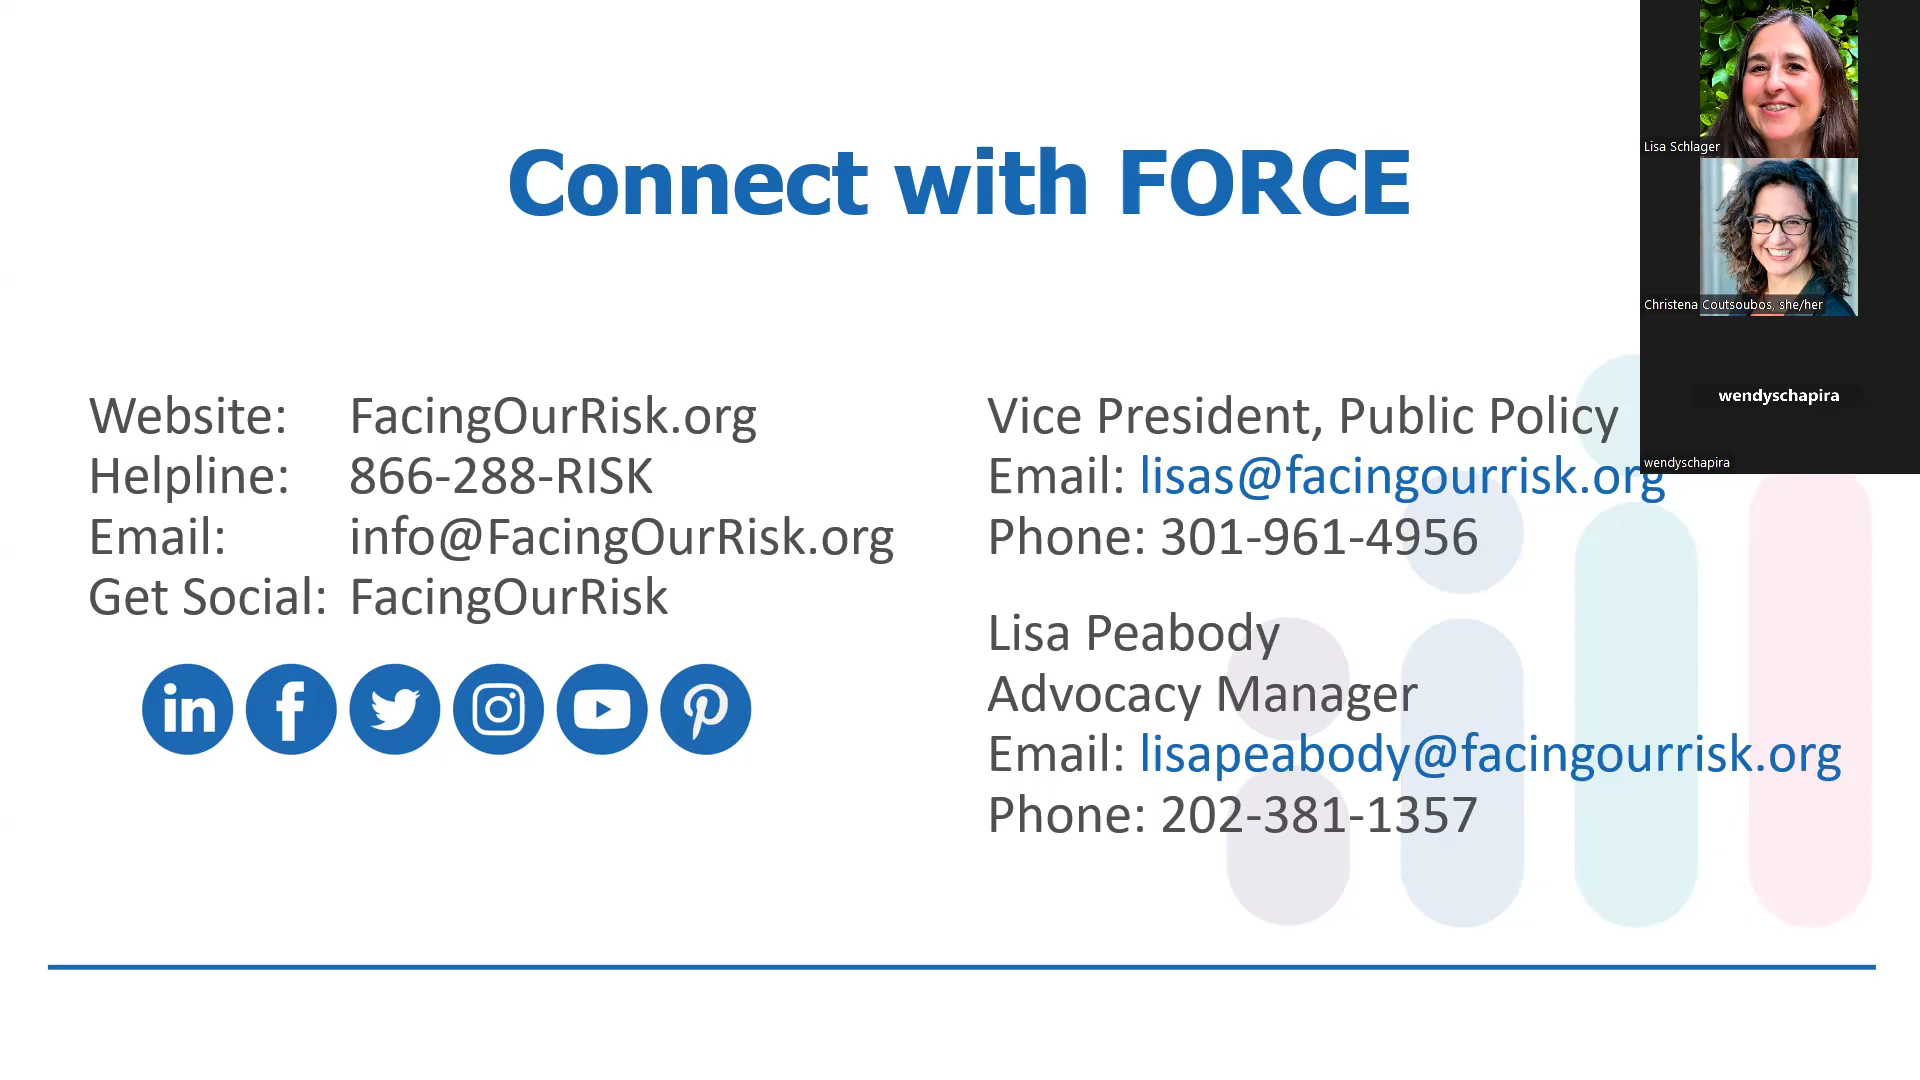 Connect with FORCE
Website: FacingOurRisk.org
Helpline: 866-288-RISK
Email: info@FacingOurRisk.org
Get Social: FacingOurRisk
in f
Vice President, Public Policy
Email: lisas@facingourrisk.org
Phone: 301-961-4956
Lisa Peabody
Advocacy Manager
Email: lisapeabody@facingourrisk.org
Phone: 202-381-1357
Lisa Schlager
Christena Coutsoubos, she/her
wendyschapira
wendyschapira